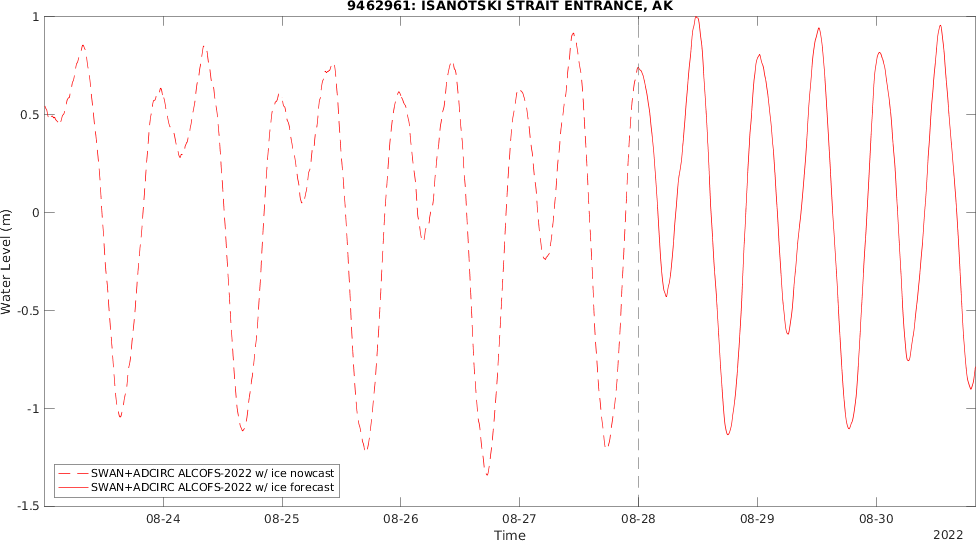 9462961: ISANOTSKI STRAIT ENTRANCE, AK
1
0.5
0
-0.5
-1
-1.5
Water Level (m)
SWAN+ADCIRC ALCOFS-2022 w/ ice nowcast
SWAN+ADCIRC ALCOFS-2022 w/ ice forecast
08-24 08-25 08-26 08-27 08-28 08-29 08-30
Time
2022